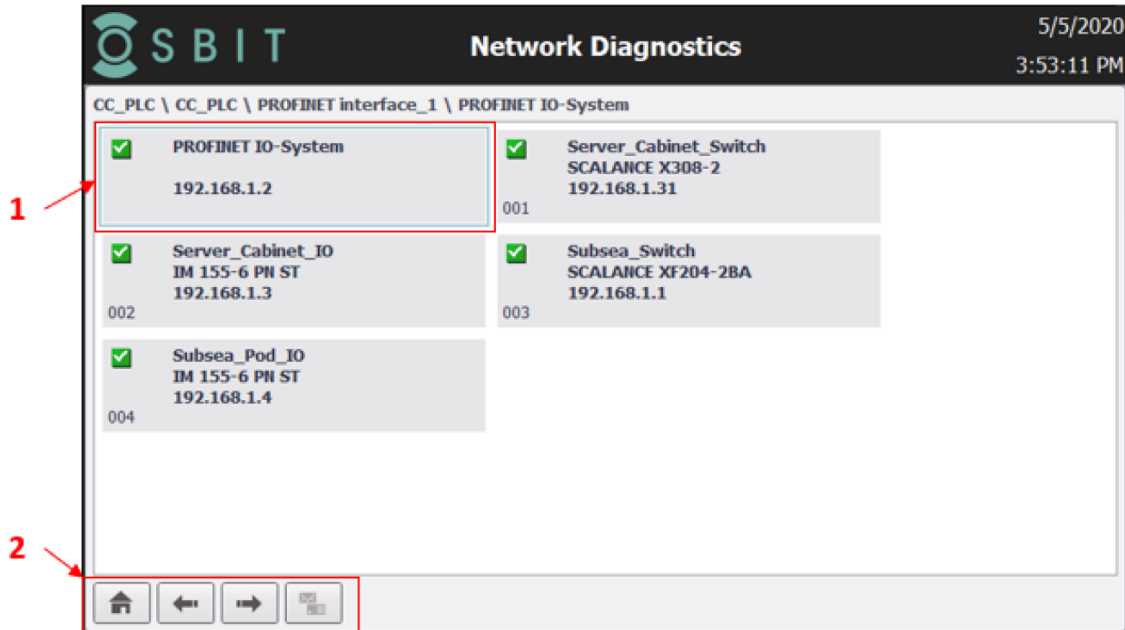 OSBIT
Network Diagnostics
5/5/2020
3:53:11 PM
CC_PLC \ CC_PLC \ PROFINET interface_1 \ PROFINET IO-System
1
PROFINET IO-System
192.168.1.2
Server_Cabinet_Switch
SCALANCE X308-2
192.168.1.31
001
Server_Cabinet_IO
IM 155-6 PN ST
192.168.1.3
002
Subsea_Switch
SCALANCE XF204-2BA
192.168.1.1
003
Subsea_Pod_IO
IM 155-6 PN ST
192.168.1.4
004
2